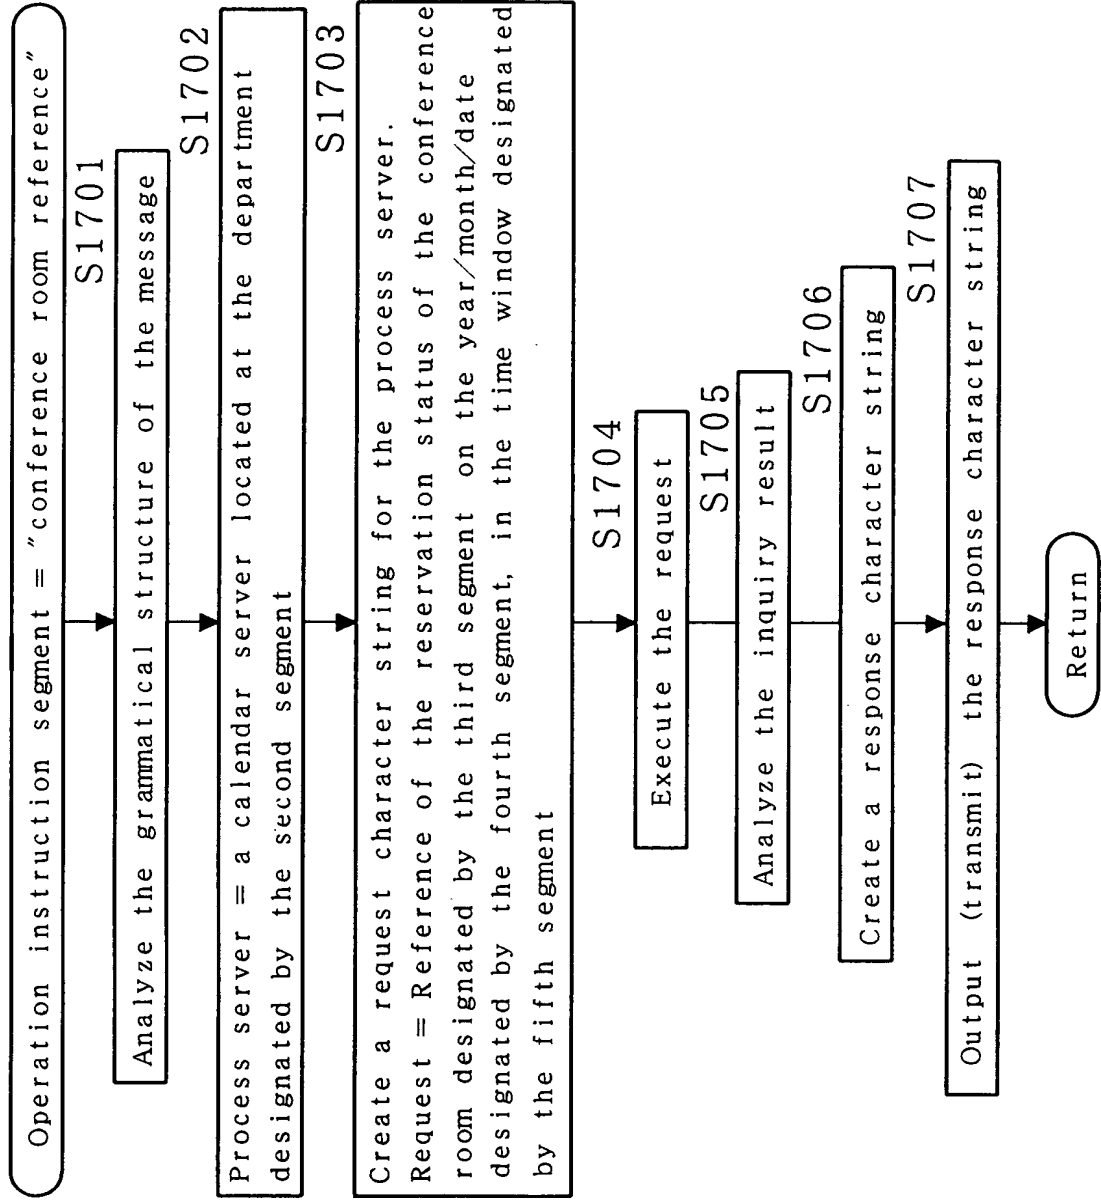 Operation instruction segment = "conference room reference"
S1701
Analyze the grammatical structure of the message
S1702
Process server = a calendar server located at the department
designated by the second segment
S1703
Create a request character string for the process server.
Request = Reference of the reservation status of the conference
room designated by the third segment on the year/month/date
designated by the fourth segment, in the time window designated
by the fifth segment
S1704
Execute the request
S1705
Analyze the inquiry result
S1706
Create a response character string
S1707
Output (transmit) the response character string
Return